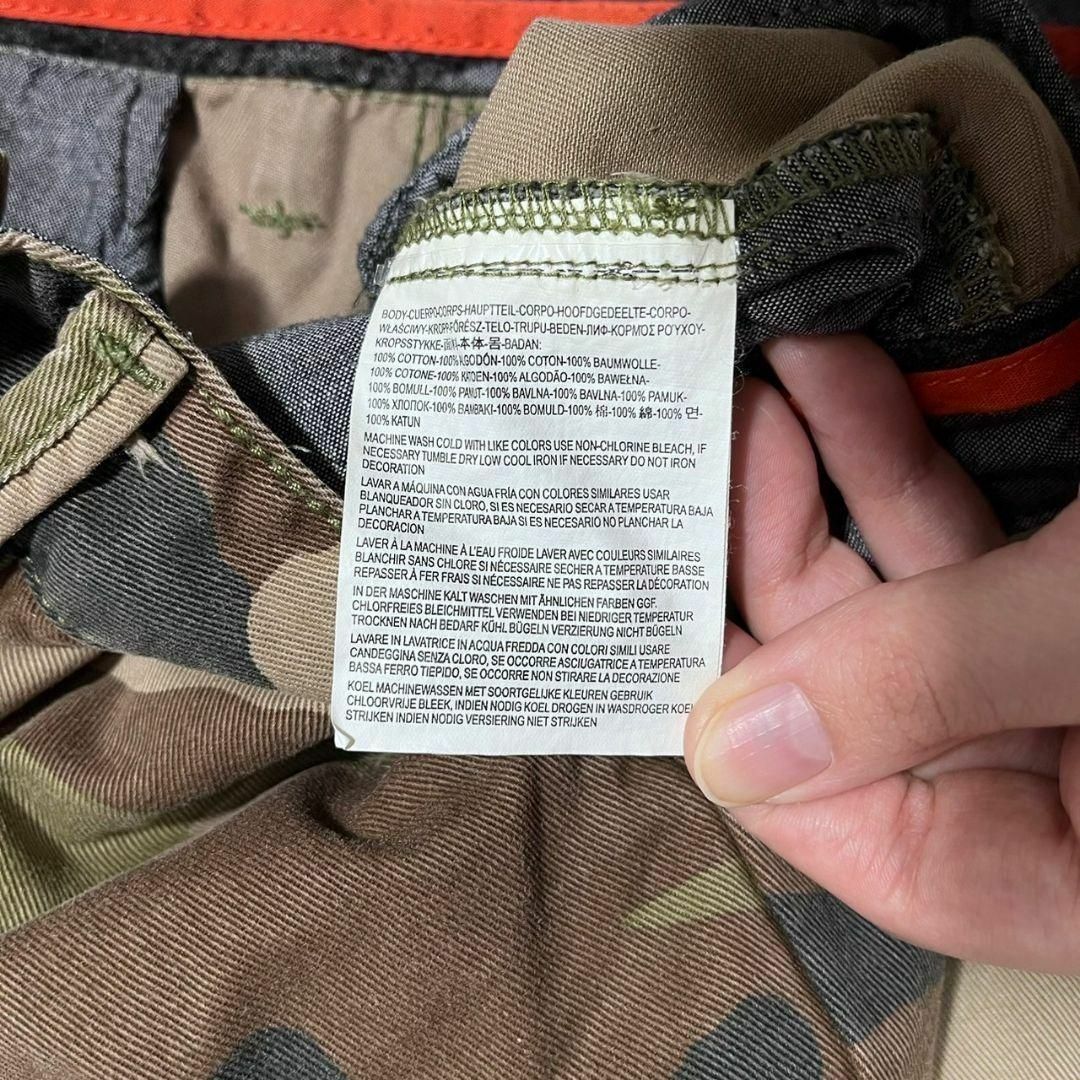 BODY-CUERPO-CORPS-HAUPTTEIL-CORPO-HOOFDGEDEELTE-CORPO-
WŁAŚCIWY-KROPP-FŐRÉSZ-TELO-TRUPU-BEDEN-ЛИФ-ΚΟΡΜΟΣ ΡΟΥΧΟΥ-
KROPSSTYKKE-本体-몸-BADAN:
100% COTTON-100% ALGODÓN-100% COTON-100% BAUMWOLLE-
100% COTONE-100% KATOEN-100% ALGODÃO-100% BAWEŁNA-
100% BOMULL-100% PAMUT-100% BAVLNA-100% BAVLNA-100% PAMUK-
100% ХЛОПОК-100% BAMBAKI-100% BOMULD-100% 棉-100% 綿-100% 면-
100% KATUN
MACHINE WASH COLD WITH LIKE COLORS USE NON-CHLORINE BLEACH, IF
NECESSARY TUMBLE DRY LOW COOL IRON IF NECESSARY DO NOT IRON
DECORATION
LAVAR A MÁQUINA CON AGUA FRÍA CON COLORES SIMILARES USAR
BLANQUEADOR SIN CLORO, SI ES NECESARIO SECAR A TEMPERATURA BAJA
PLANCHAR A TEMPERATURA BAJA SI ES NECESARIO NO PLANCHAR LA
DECORACION
LAVER À LA MACHINE À L'EAU FROIDE LAVER AVEC COULEURS SIMILAIRES
BLANCHIR SANS CHLORE SI NÉCESSAIRE SECHER A TEMPERATURE BASSE
REPASSER À FER FRAIS SI NÉCESSAIRE NE PAS REPASSER LA DÉCORATION
IN DER MASCHINE KALT WASCHEN MIT ÄHNLICHEN FARBEN GGF.
CHLORFREIES BLEICHMITTEL VERWENDEN BEI NIEDRIGER TEMPERATUR
TROCKNEN NACH BEDARF KÜHL BÜGELN VERZIERUNG NICHT BÜGELN
LAVARE IN LAVATRICE IN ACQUA FREDDA CON COLORI SIMILI USARE
CANDEGGINA SENZA CLORO, SE OCCORRE ASCIUGATRICE A TEMPERATURA
BASSA FERRO TIEPIDO, SE OCCORRE NON STIRARE LA DECORAZIONE
KOEL MACHINEWASSEN MET SOORTGELIJKE KLEUREN GEBRUIK
CHLOORVRIJE BLEEK, INDIEN NODIG KOEL DROGEN IN WASDROGER KOEL
STRIJKEN INDIEN NODIG VERSIERING NIET STRIJKEN